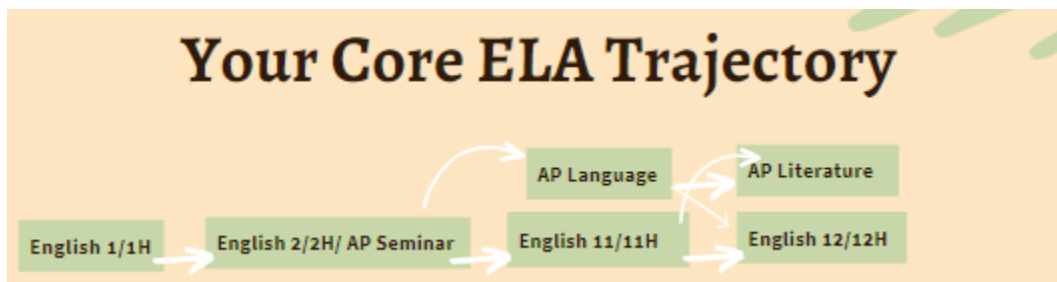 Your Core ELA Trajectory
AP Language
AP Literature
English 1/1H
English 2/2H/ AP Seminar
English 11/11H
English 12/12H